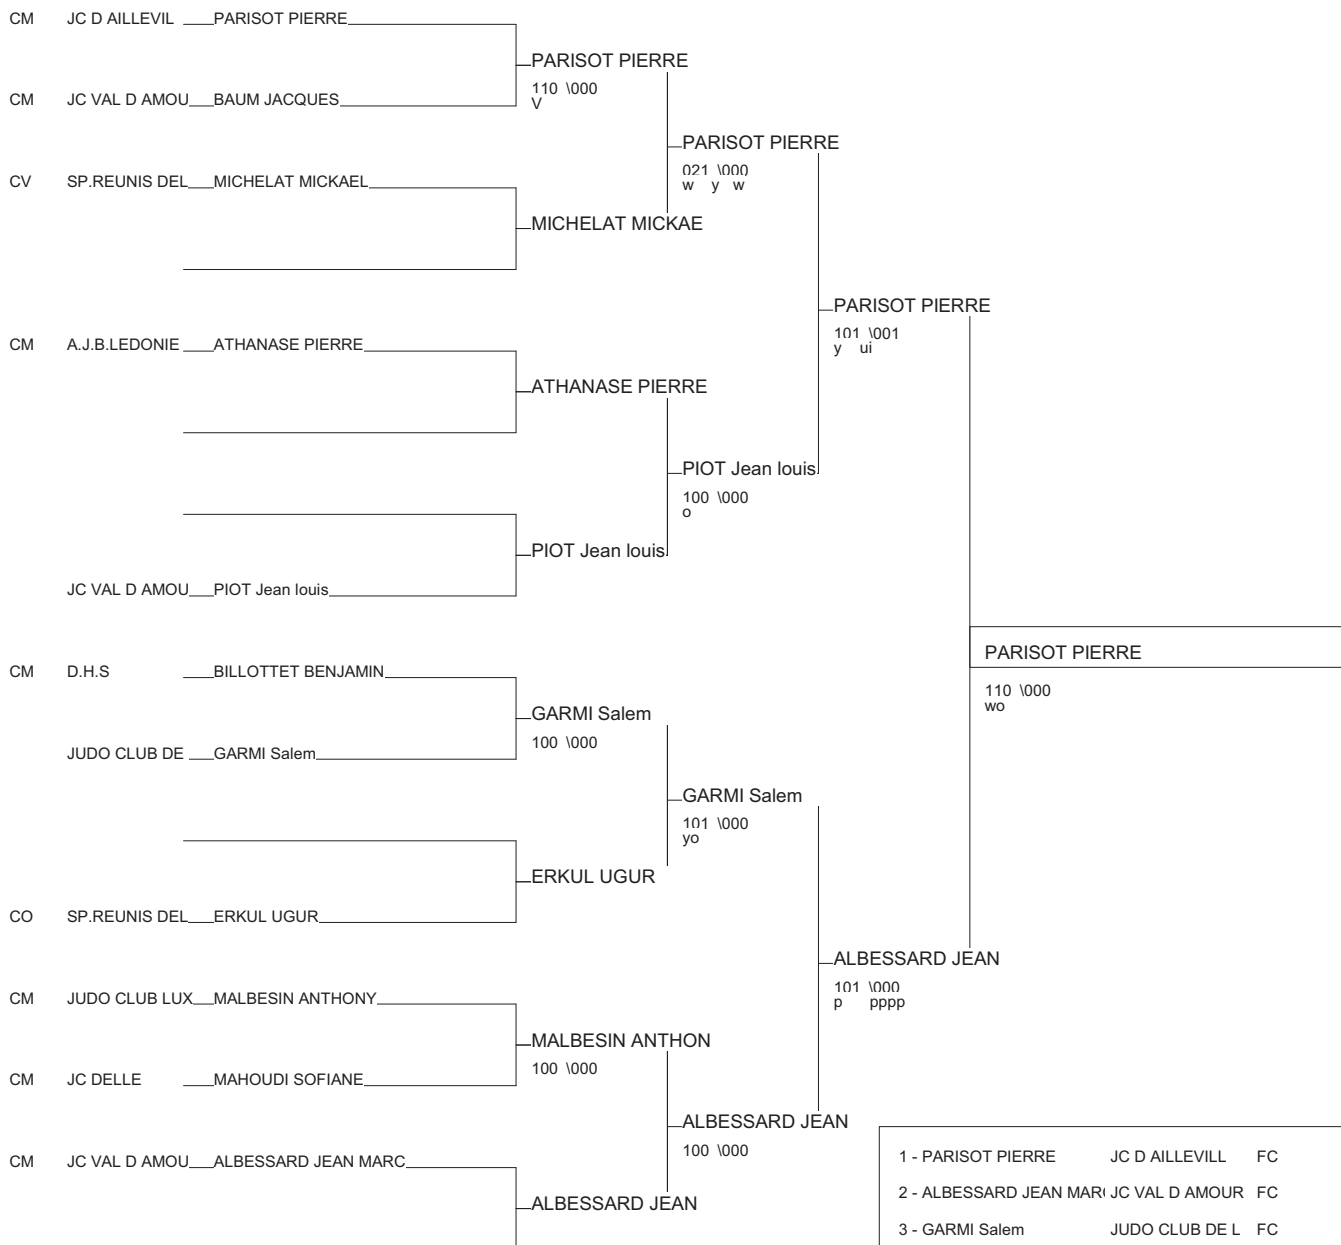 CM JC D AILLEVIL PARISOT PIERRE
PARISOT PIERRE
110 \000
V
CM JC VAL D AMOU BAUM JACQUES
PARISOT PIERRE
021 \000
w y w
CV SP.REUNIS DEL MICHELAT MICKAEL
MICHELAT MICKAE
PARISOT PIERRE
101 \001
y ui
CM A.J.B.LEDONIE ATHANASE PIERRE
ATHANASE PIERRE
PIOT Jean louis
100 \000
o
PIOT Jean louis
JC VAL D AMOU PIOT Jean louis
PARISOT PIERRE
110 \000
wo
CM D.H.S BILLOTTET BENJAMIN
GARMI Salem
100 \000
JUDO CLUB DE GARMI Salem
GARMI Salem
101 \000
yo
ERKUL UGUR
CO SP.REUNIS DEL ERKUL UGUR
ALBESSARD JEAN
101 \000
p pppp
CM JUDO CLUB LUX MALBESIN ANTHONY
MALBESIN ANTHON
100 \000
CM JC DELLE MAHOUDI SOFIANE
ALBESSARD JEAN
100 \000
CM JC VAL D AMOU ALBESSARD JEAN MARC
ALBESSARD JEAN
1 - PARISOT PIERRE JC D AILLEVILL FC
2 - ALBESSARD JEAN MAR JC VAL D AMOUR FC
3 - GARMI Salem JUDO CLUB DE L FC